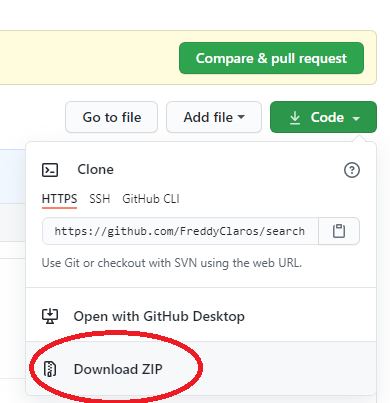 Compare & pull request
Go to file
Add file
Code
Clone
HTTPS SSH GitHub CLI
https://github.com/FreddyClaros/search
Use Git or checkout with SVN using the web URL.
Open with GitHub Desktop
Download ZIP